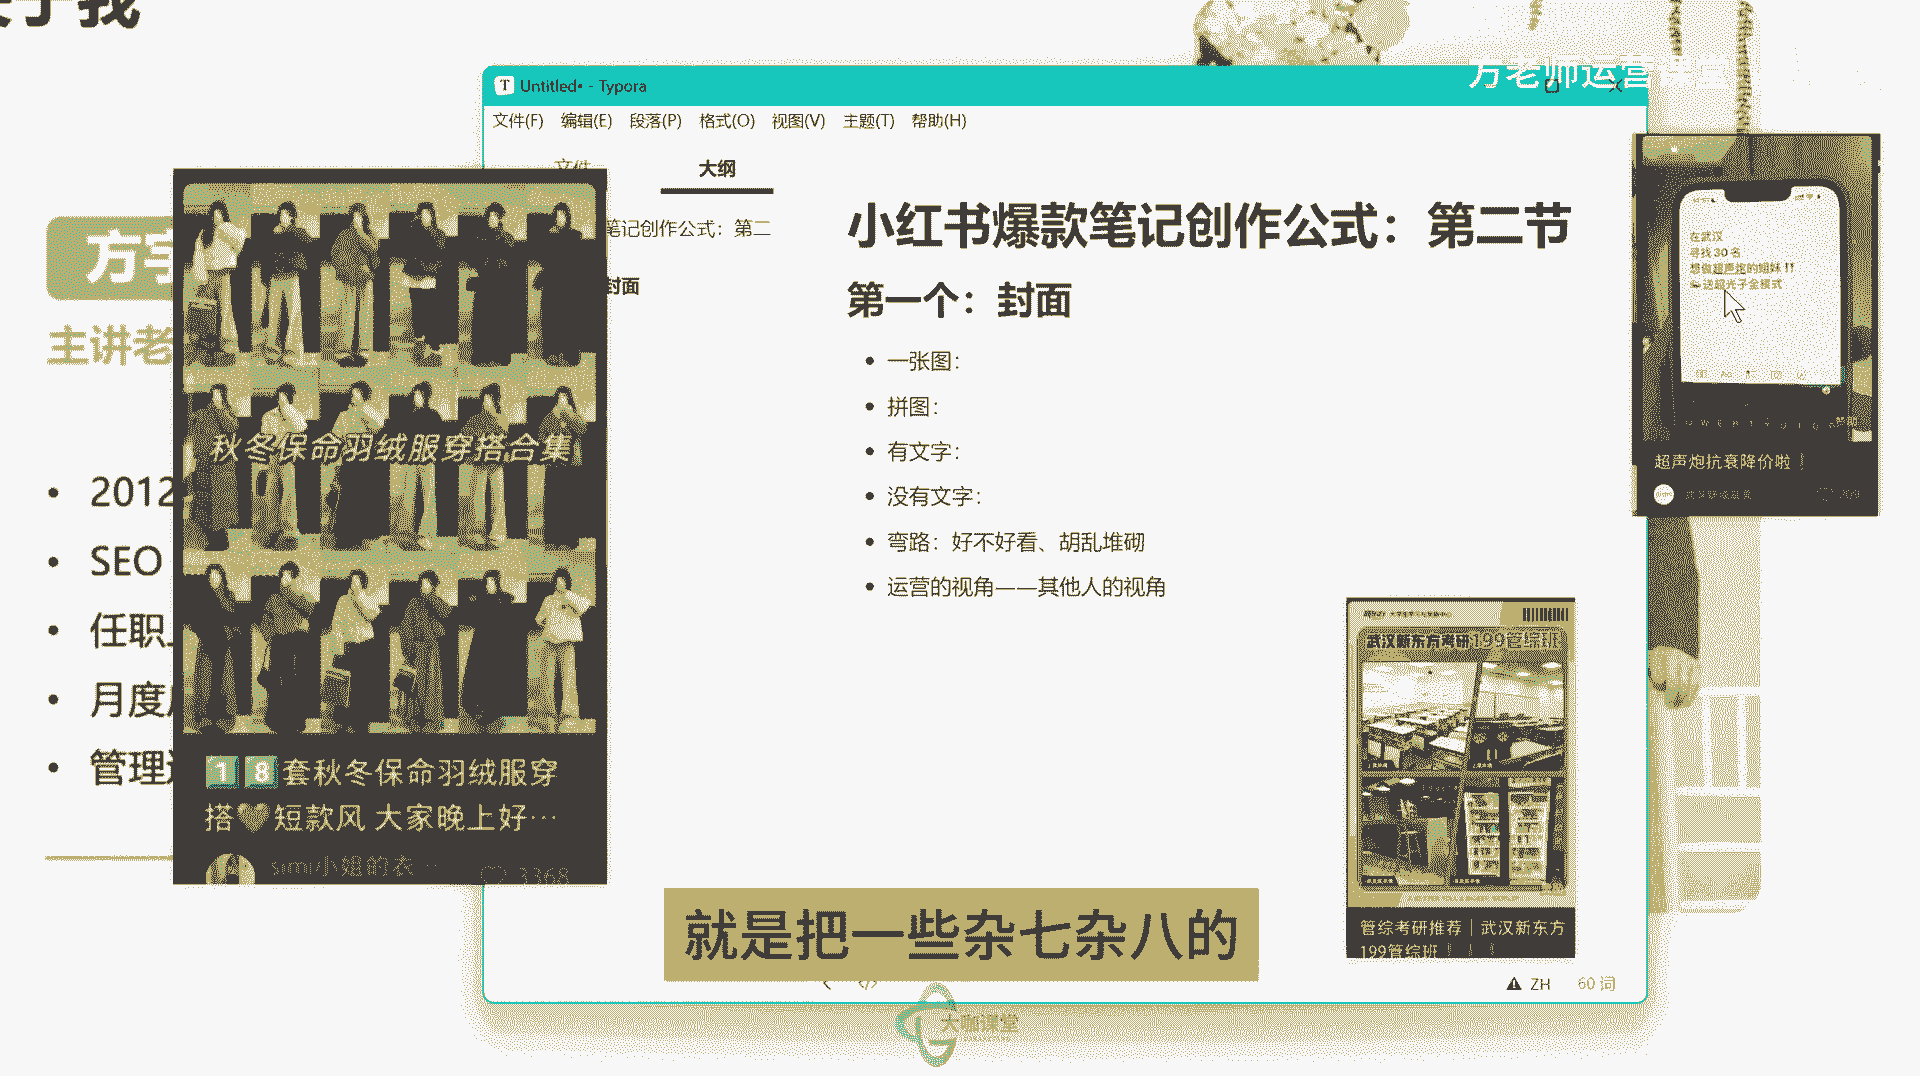 关于我
方老师运营
Untitled• - Typora
文件(F) 编辑(E) 段落(P) 格式(O) 视图(V) 主题(T) 帮助(H)
文件
大纲
笔记创作公式：第二
封面
小红书爆款笔记创作公式：第二节
第一个：封面
一张图：
拼图：
有文字：
没有文字：
弯路：好不好看、胡乱堆砌
运营的视角——其他人的视角
主讲老
2012
SEO
任职
月度
管理
秋冬保命羽绒服穿搭合集
18套秋冬保命羽绒服穿
搭短款风 大家晚上好…
simi小姐的衣…
3368
在武汉
寻找30名
想做超声炮的姐妹!!
送超光子全模式
赞助
超声炮抗衰降价啦
武汉新东方考研199管综班
管综考研推荐｜武汉新东方
199管综班
就是把一些杂七杂八的
ZH 60 词
大咖课堂